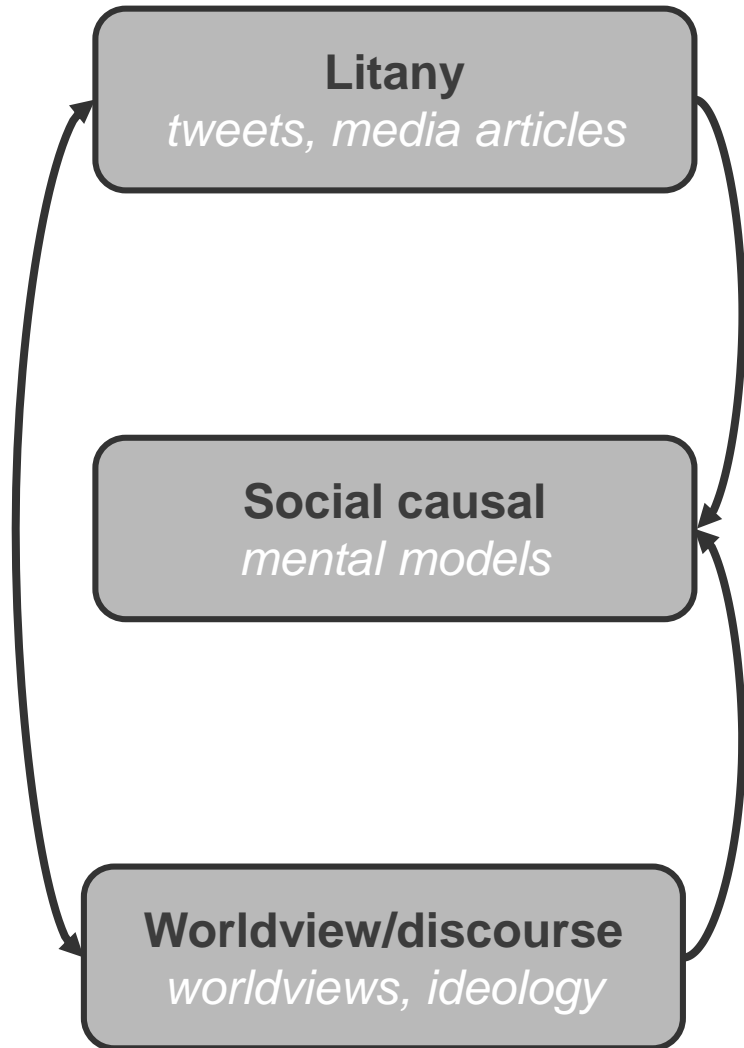 Litany
tweets, media articles
Social causal
mental models
Worldview/discourse
worldviews, ideology